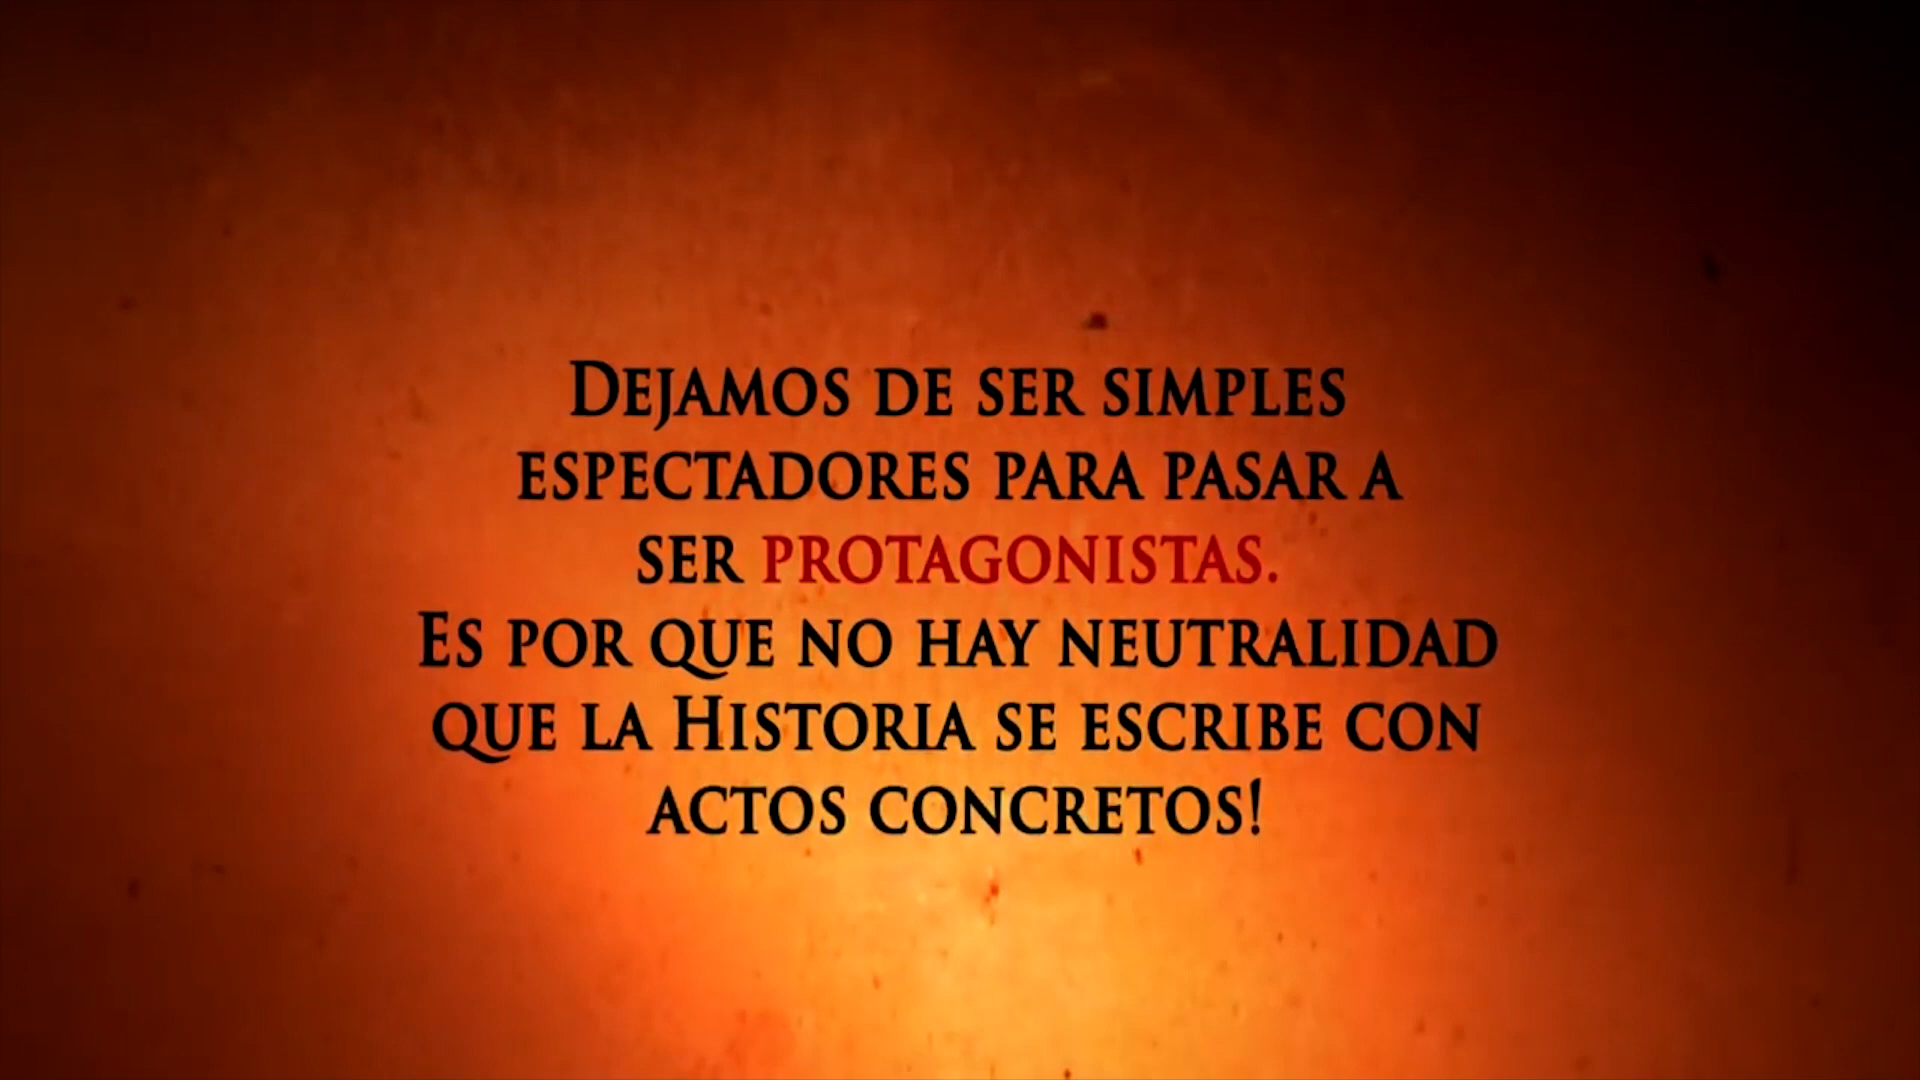 Dejamos de ser simples
espectadores para pasar a
ser protagonistas.
Es por que no hay neutralidad
que la Historia se escribe con
actos concretos!